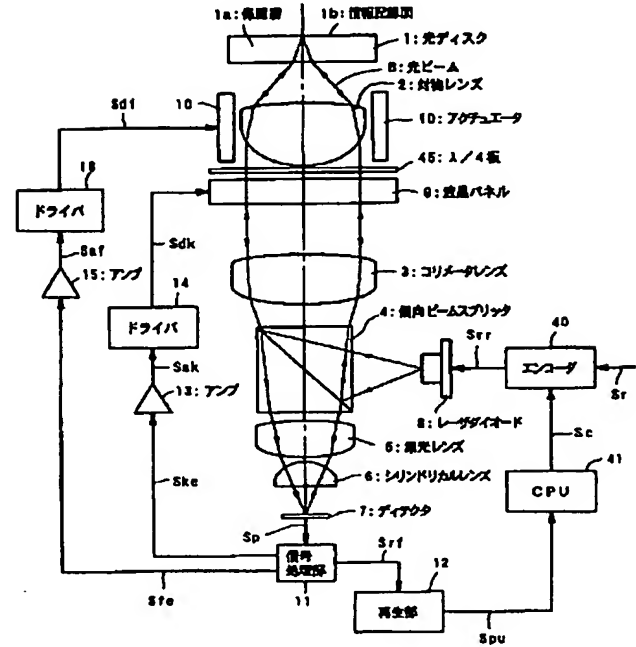 1a:保護層
1b:情報記録面
1:光ディスク
B:光ビーム
2:対物レンズ
10
10:アクチュエータ
Sdf
45:λ/4板
9:液晶パネル
16
ドライバ
Sdk
Saf
15:アンプ
14
ドライバ
3:コリメータレンズ
4:偏向ビームスプリッタ
40
エンコーダ
Srr
Sr
Sak
13:アンプ
8:レーザダイオード
Sc
5:集光レンズ
41
CPU
6:シリンドリカルレンズ
Ske
7:ディテクタ
Sp
信号
処理部
11
Srf
12
再生部
Sfe
Spu